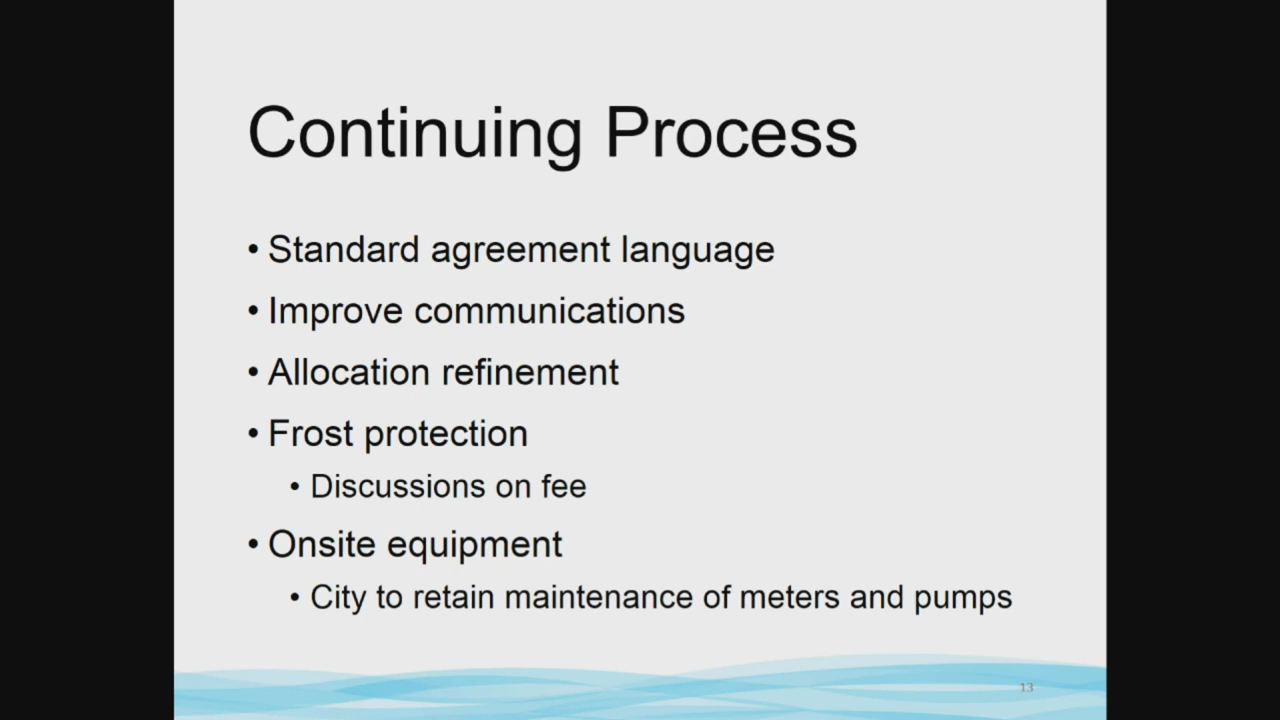 Continuing Process
• Standard agreement language
• Improve communications
• Allocation refinement
• Frost protection
• Discussions on fee
• Onsite equipment
• City to retain maintenance of meters and pumps
13